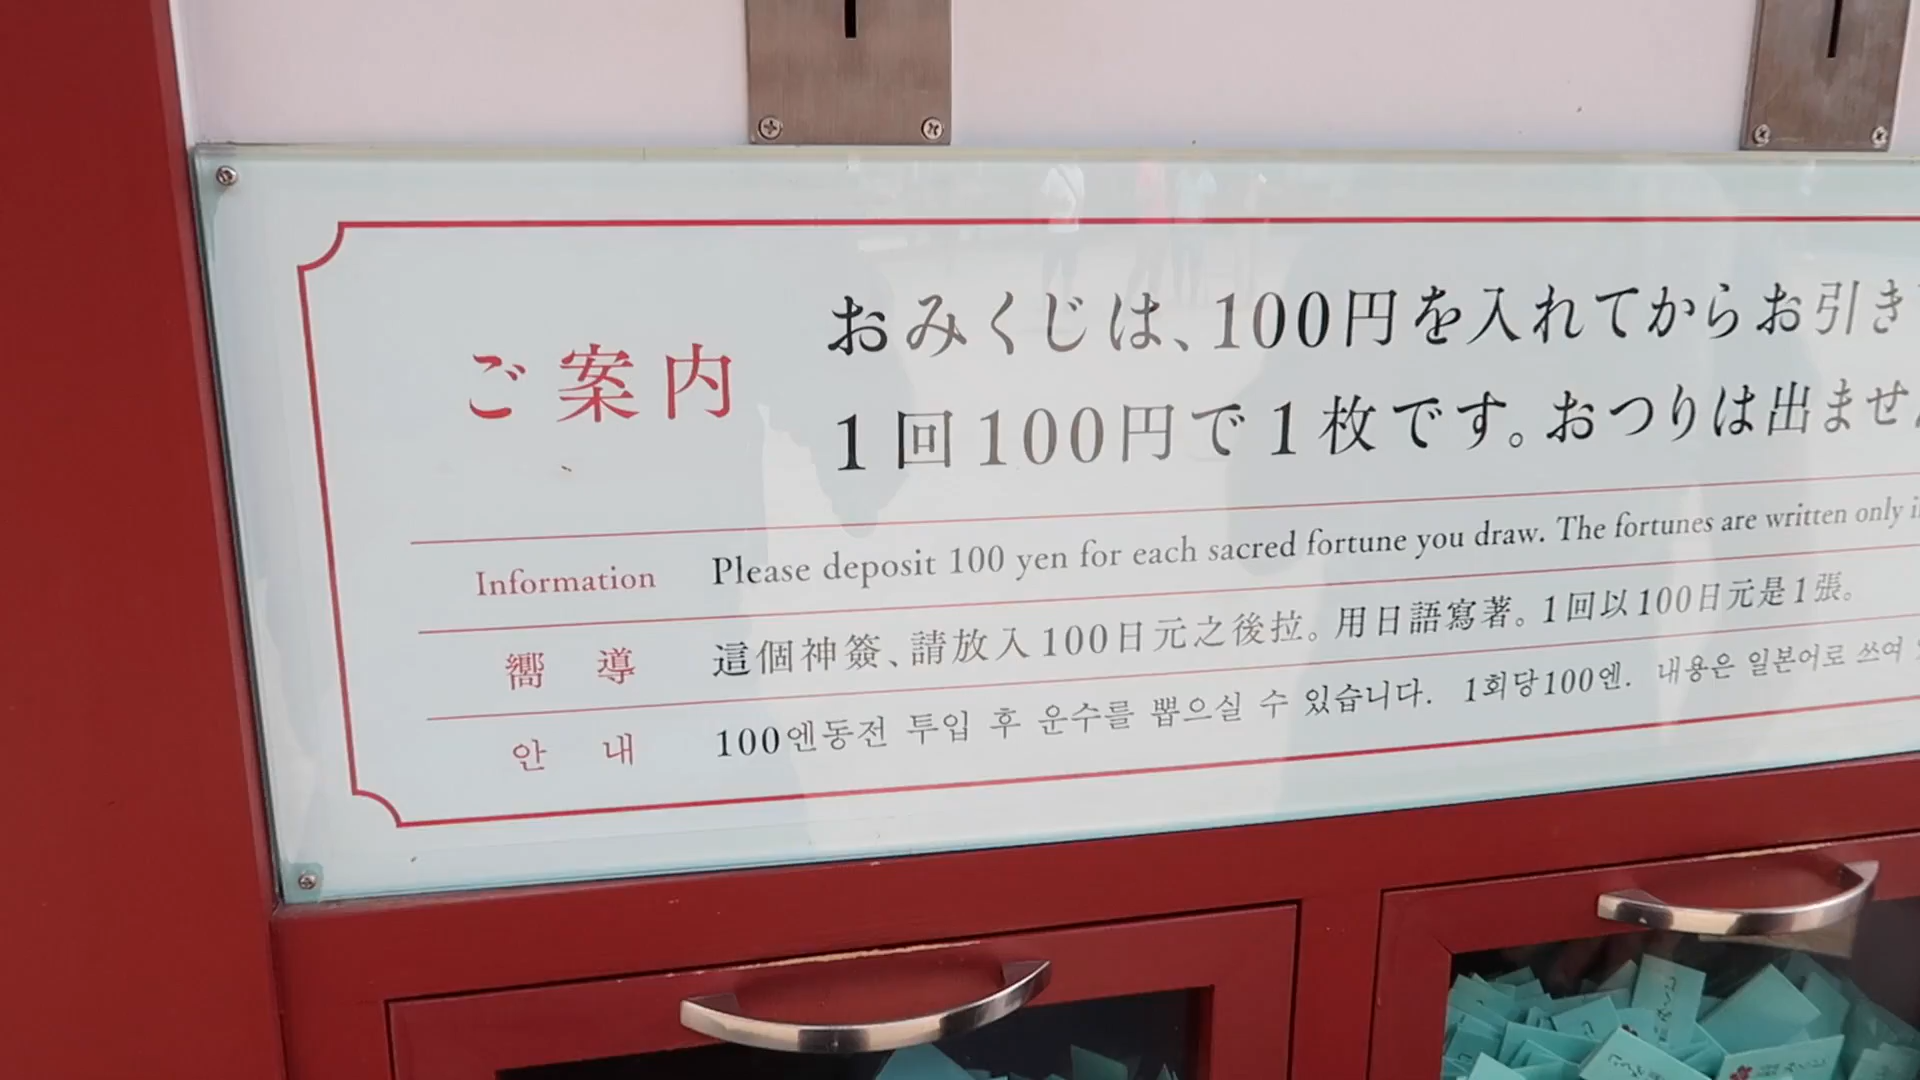 ご案内
おみくじは、100円を入れてからお引き
1回100円で1枚です。おつりは出ませ
Information Please deposit 100 yen for each sacred fortune you draw. The fortunes are written only
嚮導 這個神簽、請放入100日元之後拉。用日語寫著。1回以100日元是1張。
안내 100엔동전 투입 후 운수를 뽑으실 수 있습니다. 1회당100엔. 내용은 일본어로 쓰여